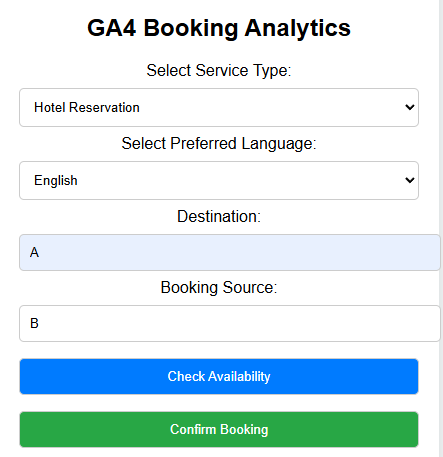 GA4 Booking Analytics
Select Service Type:
Hotel Reservation
Select Preferred Language:
English
Destination:
A
Booking Source:
B
Check Availability
Confirm Booking